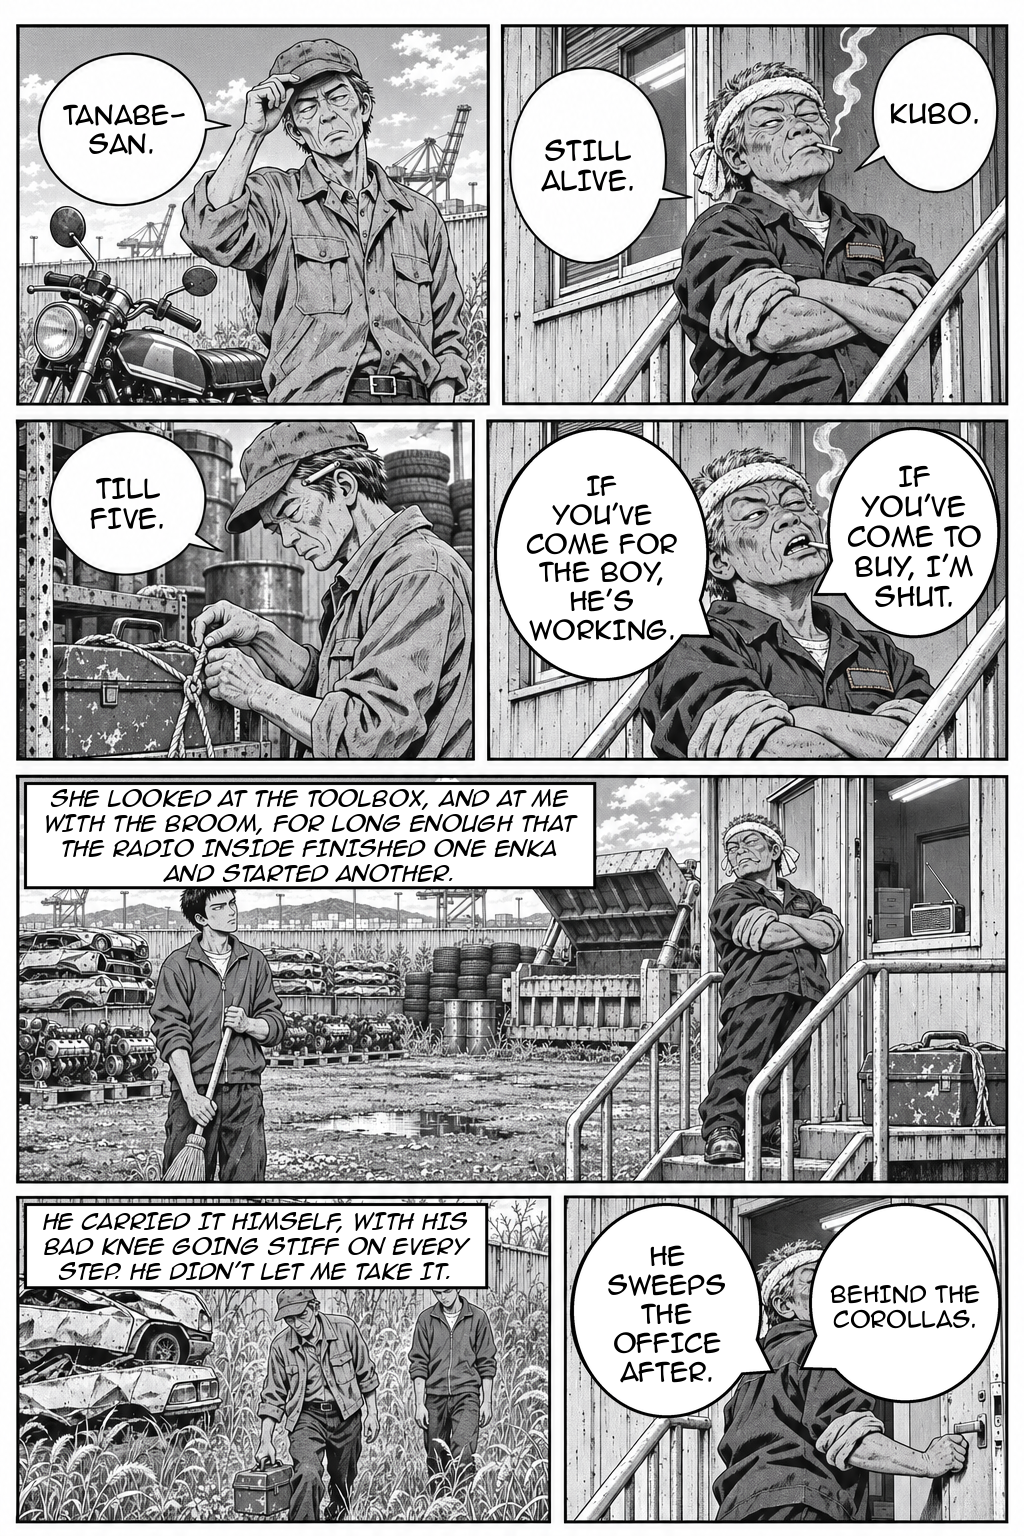 KUBO.
STILL
ALIVE.
TANABE-
SAN.
IF
YOU'VE
COME TO
BUY, I'M
SHUT.
IF
YOU'VE
COME FOR
THE BOY,
HE'S
WORKING.
TILL
FIVE.
SHE LOOKED AT THE TOOLBOX, AND AT ME
WITH THE BROOM, FOR LONG ENOUGH THAT
THE RADIO INSIDE FINISHED ONE ENKA
AND STARTED ANOTHER.
BEHIND THE
COROLLAS.
HE
SWEEPS
THE
OFFICE
AFTER.
HE CARRIED IT HIMSELF, WITH HIS
BAD KNEE GOING STIFF ON EVERY
STEP. HE DIDN'T LET ME TAKE IT.